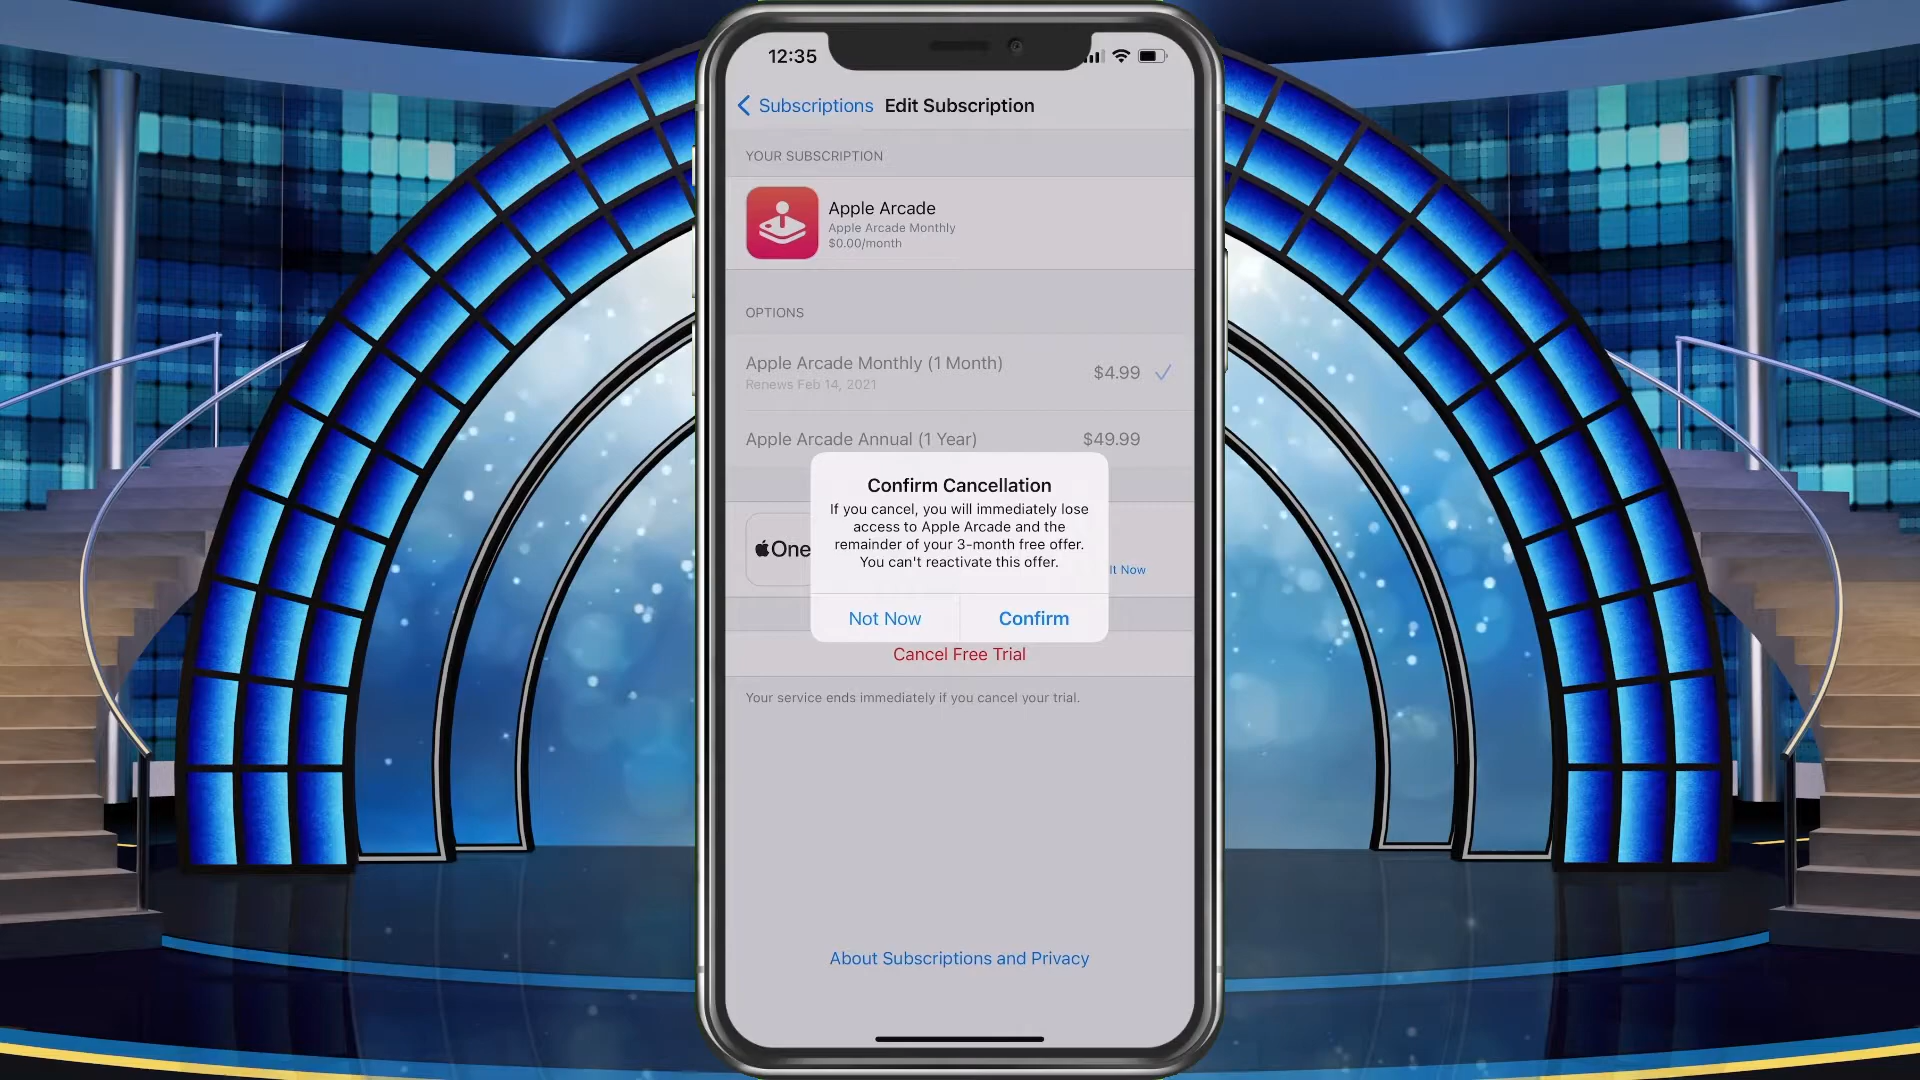 12:35
Subscriptions Edit Subscription
YOUR SUBSCRIPTION
Apple Arcade
Apple Arcade Monthly
$0.00/month
OPTIONS
Apple Arcade Monthly (1 Month)
$4.99
Renews Feb 14, 2021
Apple Arcade Annual (1 Year) $49.99
Confirm Cancellation
If you cancel, you will immediately lose
access to Apple Arcade and the
remainder of your 3-month free offer.
You can't reactivate this offer.
One
It Now
Not Now Confirm
Cancel Free Trial
Your service ends immediately if you cancel your trial.
About Subscriptions and Privacy